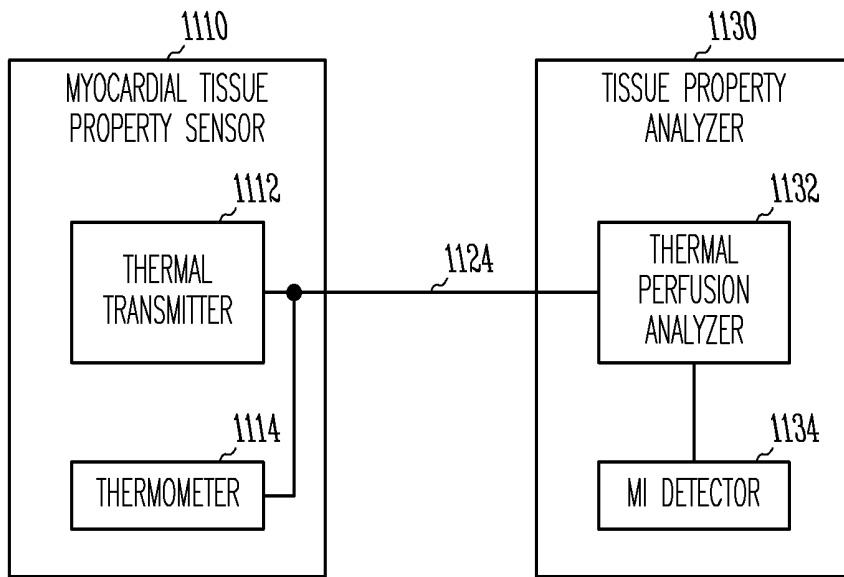 1110
MYOCARDIAL TISSUE
PROPERTY SENSOR
1112
THERMAL
TRANSMITTER
1114
THERMOMETER
1124
1130
TISSUE PROPERTY
ANALYZER
1132
THERMAL
PERFUSION
ANALYZER
1134
MI DETECTOR